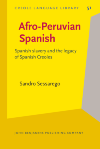 CREOLE LANGUAGE LIBRARY
51
Afro-Peruvian
Spanish
Spanish slavery and the legacy
of Spanish Creoles
Sandro Sessarego
JOHN BENJAMINS PUBLISHING COMPANY